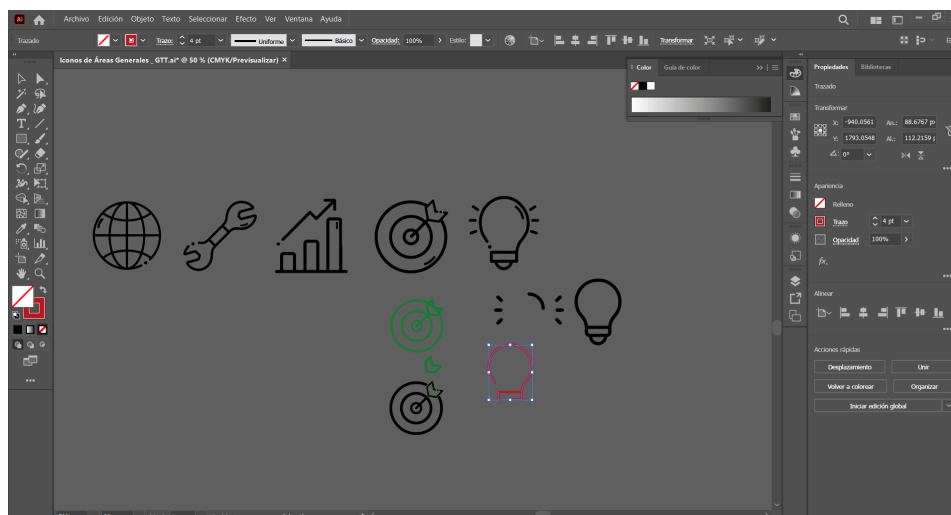 Ai Archivo Edición Objeto Texto Seleccionar Efecto Ver Ventana Ayuda
Trazado Trazo: 4 pt Uniforme Básico Opacidad: 100% Estilo: Transformar
Iconos de Áreas Generales _ GTT.ai* @ 50 % (CMYK/Previsualizar) ×
Color Guía de color
Propiedades Bibliotecas
Trazado
Transformar
X: -940.0561 An.: 88.6767 px
Y: 1793.0548 Al.: 112.2159 p
0°
Apariencia
Relleno
Trazo 4 pt
Opacidad 100%
fx.
Alinear
Acciones rápidas
Desplazamiento Unir
Volver a colorear Organizar
Iniciar edición global